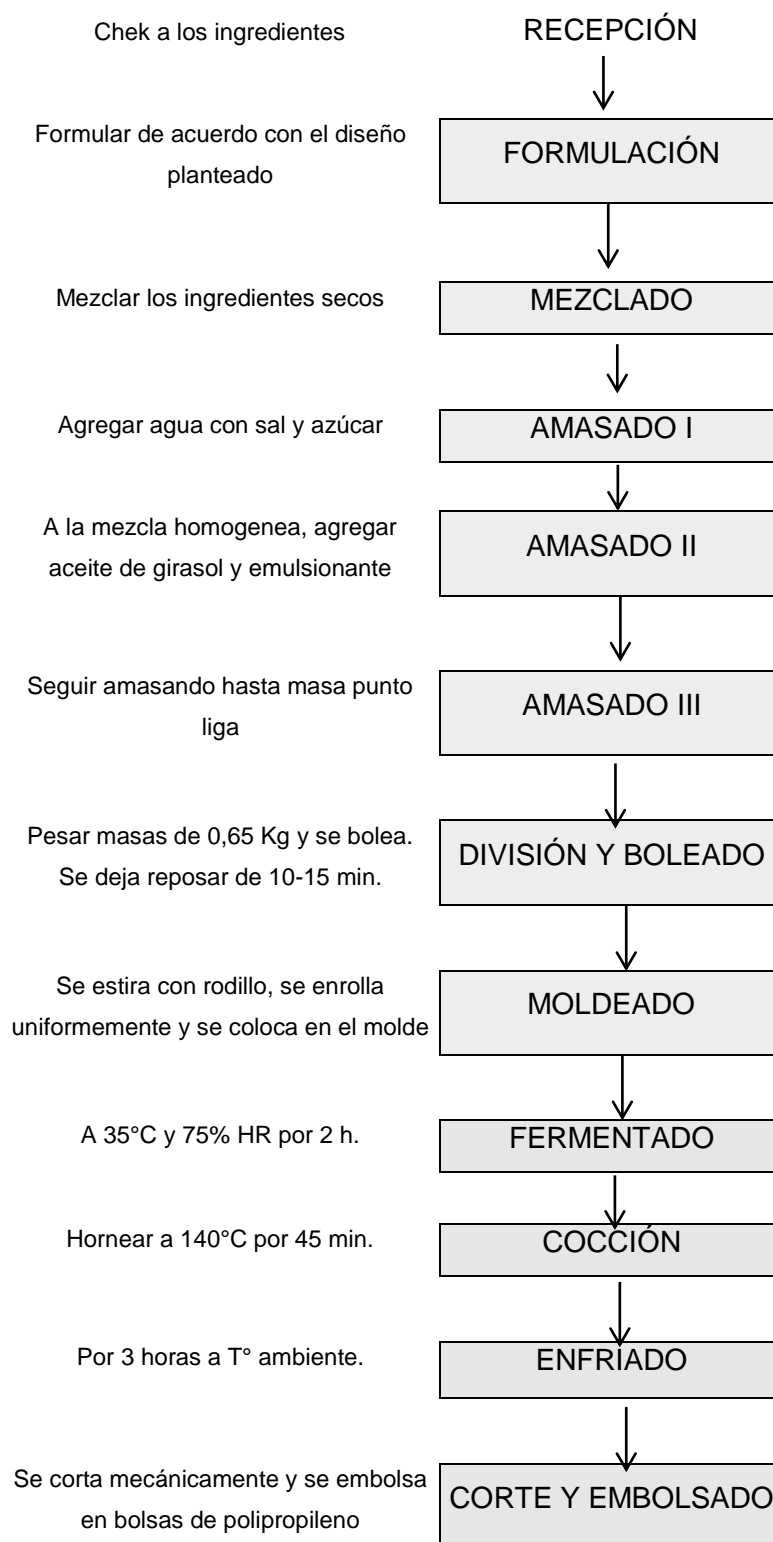 Chek a los ingredientes
RECEPCIÓN
Formular de acuerdo con el diseño
planteado
FORMULACIÓN
Mezclar los ingredientes secos
MEZCLADO
Agregar agua con sal y azúcar
AMASADO I
A la mezcla homogenea, agregar
aceite de girasol y emulsionante
AMASADO II
Seguir amasando hasta masa punto
liga
AMASADO III
Pesar masas de 0,65 Kg y se bolea.
Se deja reposar de 10-15 min.
DIVISIÓN Y BOLEADO
Se estira con rodillo, se enrolla
uniformemente y se coloca en el molde
MOLDEADO
A 35°C y 75% HR por 2 h.
FERMENTADO
Hornear a 140°C por 45 min.
COCCIÓN
Por 3 horas a T° ambiente.
ENFRIADO
Se corta mecánicamente y se embolsa
en bolsas de polipropileno
CORTE Y EMBOLSADO